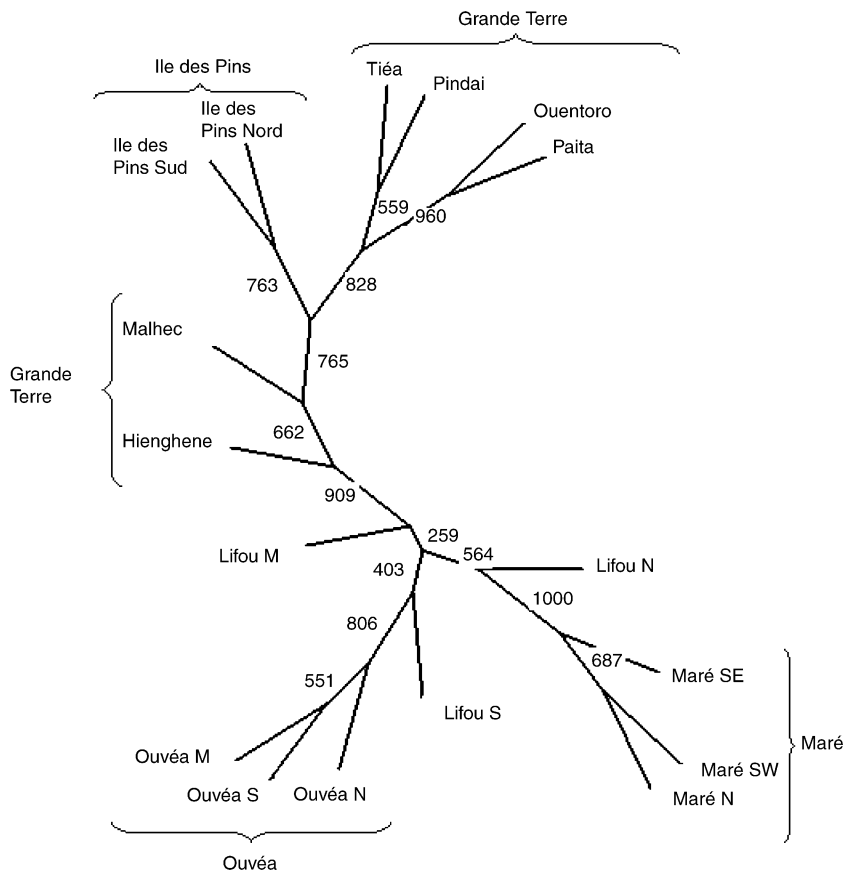 Grande Terre
Ile des Pins
Tiéa
Pindai
Ile des
Pins Nord
Ouentoro
Ile des
Pins Sud
Paita
559
960
763
828
Malhec
765
Grande
Terre
662
Hienghene
909
259
Lifou M
564
Lifou N
403
1000
806
687
551
Maré SE
Lifou S
Maré
Ouvéa M
Maré SW
Ouvéa S
Ouvéa N
Maré N
Ouvéa